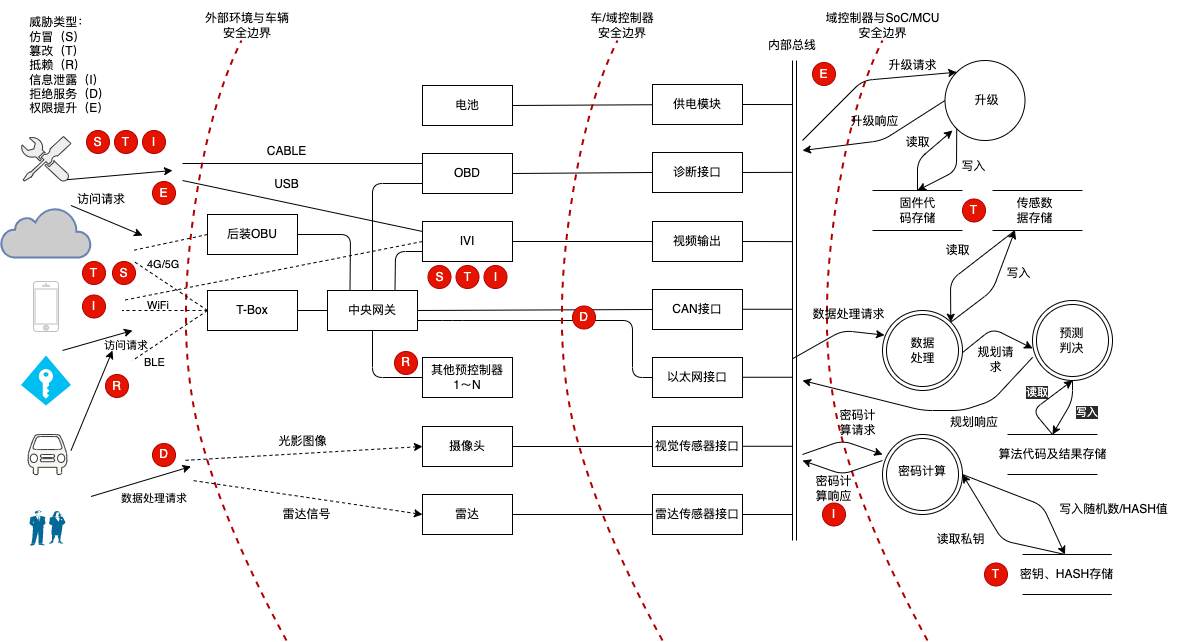 威胁类型:
仿冒（S）
篡改（T）
抵赖（R）
信息泄露（I）
拒绝服务（D）
权限提升（E）
外部环境与车辆
安全边界
车/域控制器
安全边界
域控制器与SoC/MCU
安全边界
内部总线
S T I
E
访问请求
CABLE
USB
T S
I
4G/5G
WiFi
访问请求
BLE
R
D
数据处理请求
光影图像
雷达信号
后装OBU
T-Box
中央网关
电池
OBD
IVI
S T I
R
其他预控制器
1～N
摄像头
雷达
D
供电模块
诊断接口
视频输出
CAN接口
以太网接口
视觉传感器接口
雷达传感器接口
E
升级请求
升级响应
升级
读取
写入
固件代
码存储
T
传感数
据存储
读取
写入
数据处理请求
数据
处理
规划请
求
预测
判决
规划响应
读取
写入
算法代码及结果存储
密码计
算请求
密码计
算响应
I
密码计算
写入随机数/HASH值
读取私钥
T
密钥、HASH存储